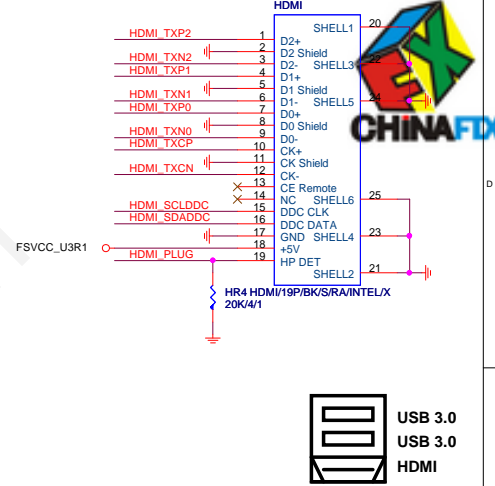 HDMI
HDMI_TXP2 1 D2+ SHELL1 20
2 D2 Shield
HDMI_TXN2 3 D2- SHELL3 22
HDMI_TXP1 4 D1+
5 D1 Shield
HDMI_TXN1 6 D1- SHELL5 24
HDMI_TXP0 7 D0+
8 D0 Shield
HDMI_TXN0 9 D0-
HDMI_TXCP 10 CK+
11 CK Shield
HDMI_TXCN 12 CK-
13 CE Remote
14 NC SHELL6 25
HDMI_SCLDDC 15 DDC CLK
HDMI_SDADDC 16 DDC DATA
17 GND SHELL4 23
FSVCC_U3R1 18 +5V
HDMI_PLUG 19 HP DET
SHELL2 21
HR4 HDMI/19P/BK/S/RA/INTEL/X
20K/4/1
CHiNAFIX
D
USB 3.0
USB 3.0
HDMI